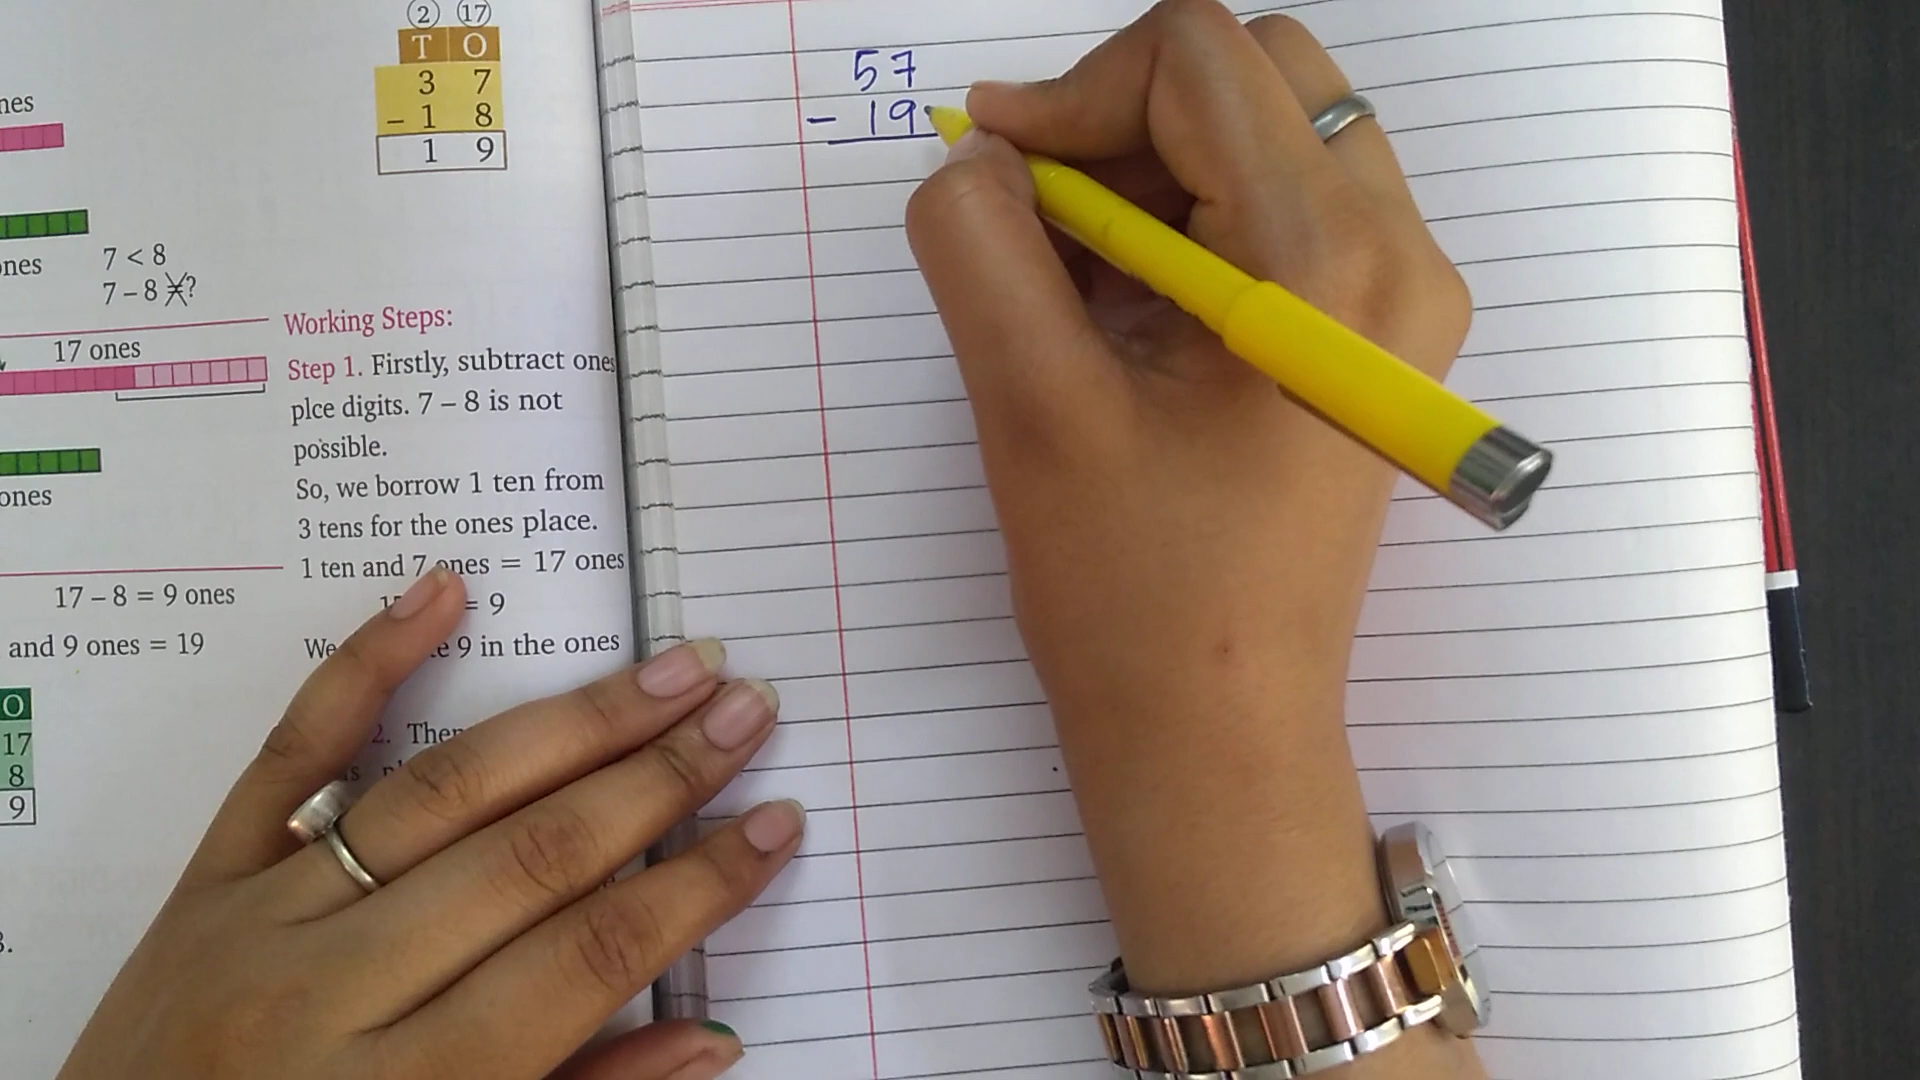 ② ⑰
T O
3 7
– 1 8
1 9
nes
ones
7 < 8
7 – 8 ?
17 ones
ones
17 – 8 = 9 ones
and 9 ones = 19
O
17
8
9
3.
Working Steps:
Step 1. Firstly, subtract ones
plce digits. 7 – 8 is not
possible.
So, we borrow 1 ten from
3 tens for the ones place.
1 ten and 7 ones = 17 ones
= 9
We 9 in the ones
2. Then
57
– 19